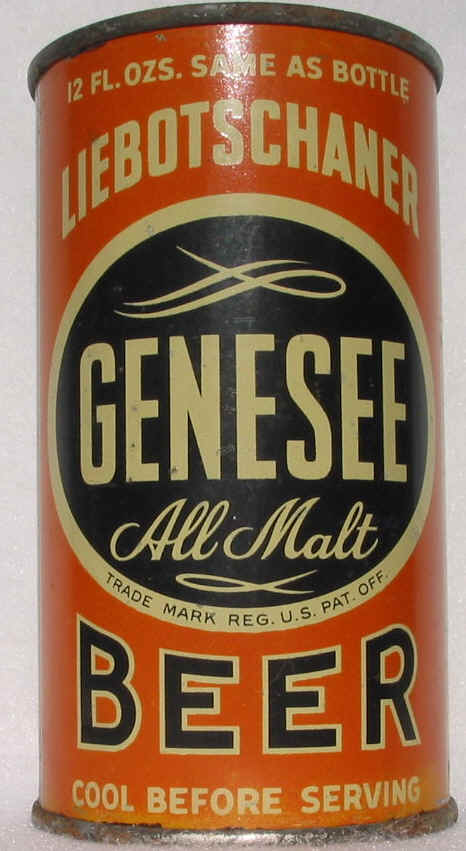 12 FL. OZS. SAME AS BOTTLE
LIEBOTSCHANER
GENESEE
All Malt
TRADE MARK REG. U.S. PAT. OFF.
BEER
COOL BEFORE SERVING